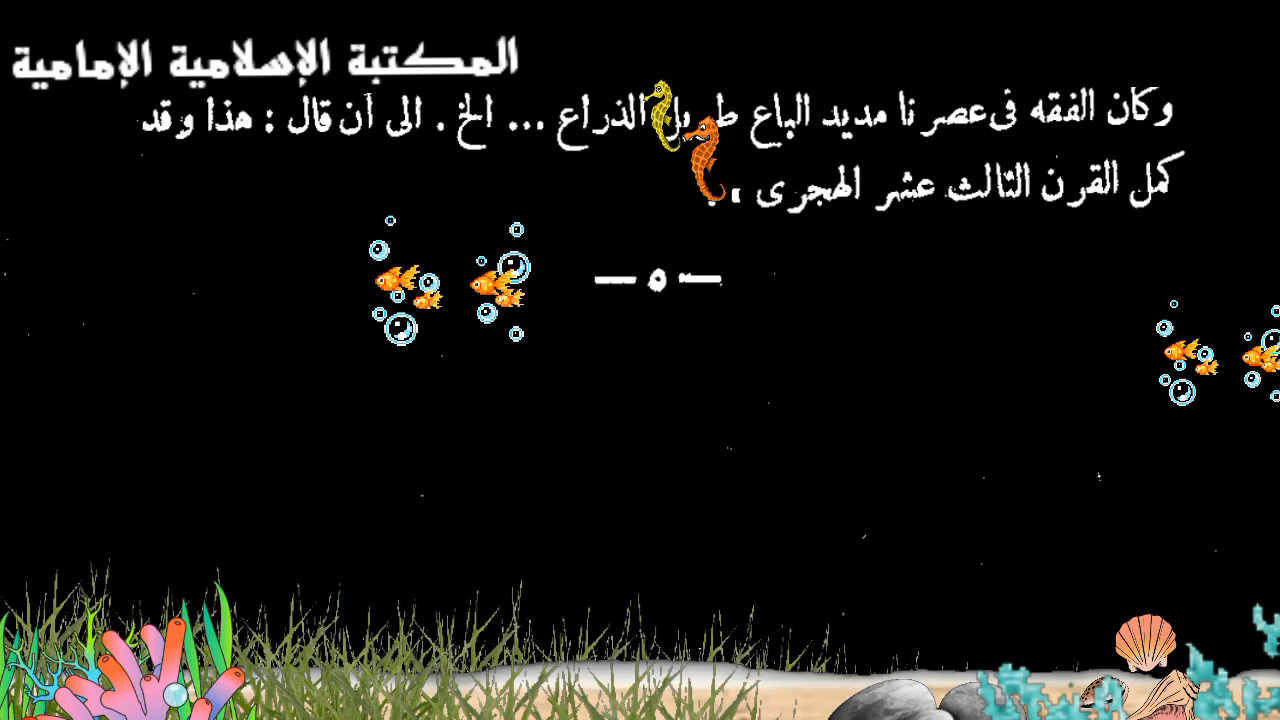 المكتبة الإسلامية الإمامية
وكان الفقه فى عصرنا مديد الباع طويل الذراع ... الخ . الى أن قال : هذا وقد
كمل القرن الثالث عشر الهجرى ،
— ٥ —